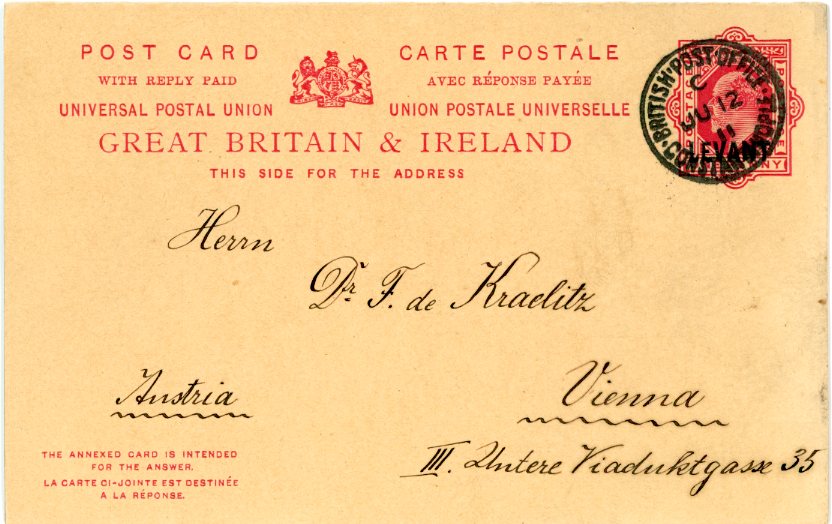 POST CARD
WITH REPLY PAID
UNIVERSAL POSTAL UNION
CARTE POSTALE
AVEC RÉPONSE PAYÉE
UNION POSTALE UNIVERSELLE
GREAT BRITAIN & IRELAND
THIS SIDE FOR THE ADDRESS
BRITISH·POST·OFFICE
C
JU 12
11
LEVANT
Herrn
Dr. F. de Kraelitz
Austria
Vienna
III. Untere Viaduktgasse 35
THE ANNEXED CARD IS INTENDED
FOR THE ANSWER.
LA CARTE CI-JOINTE EST DESTINÉE
A LA RÉPONSE.